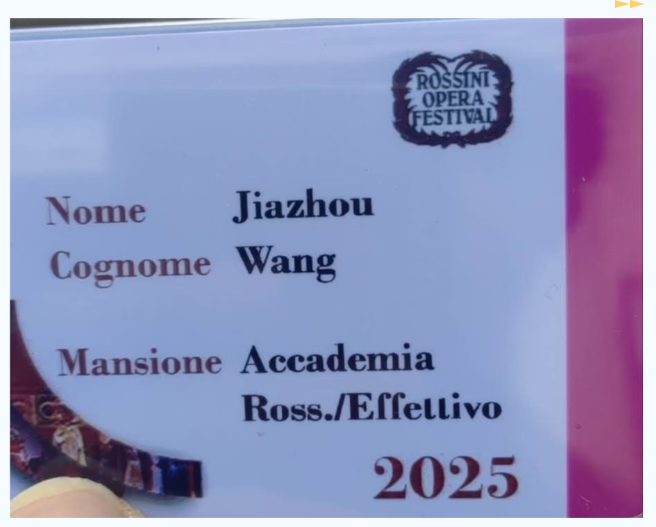 ROSSINI
OPERA
FESTIVAL
Nome Jiazhou
Cognome Wang
Mansione Accademia
Ross./Effettivo
2025